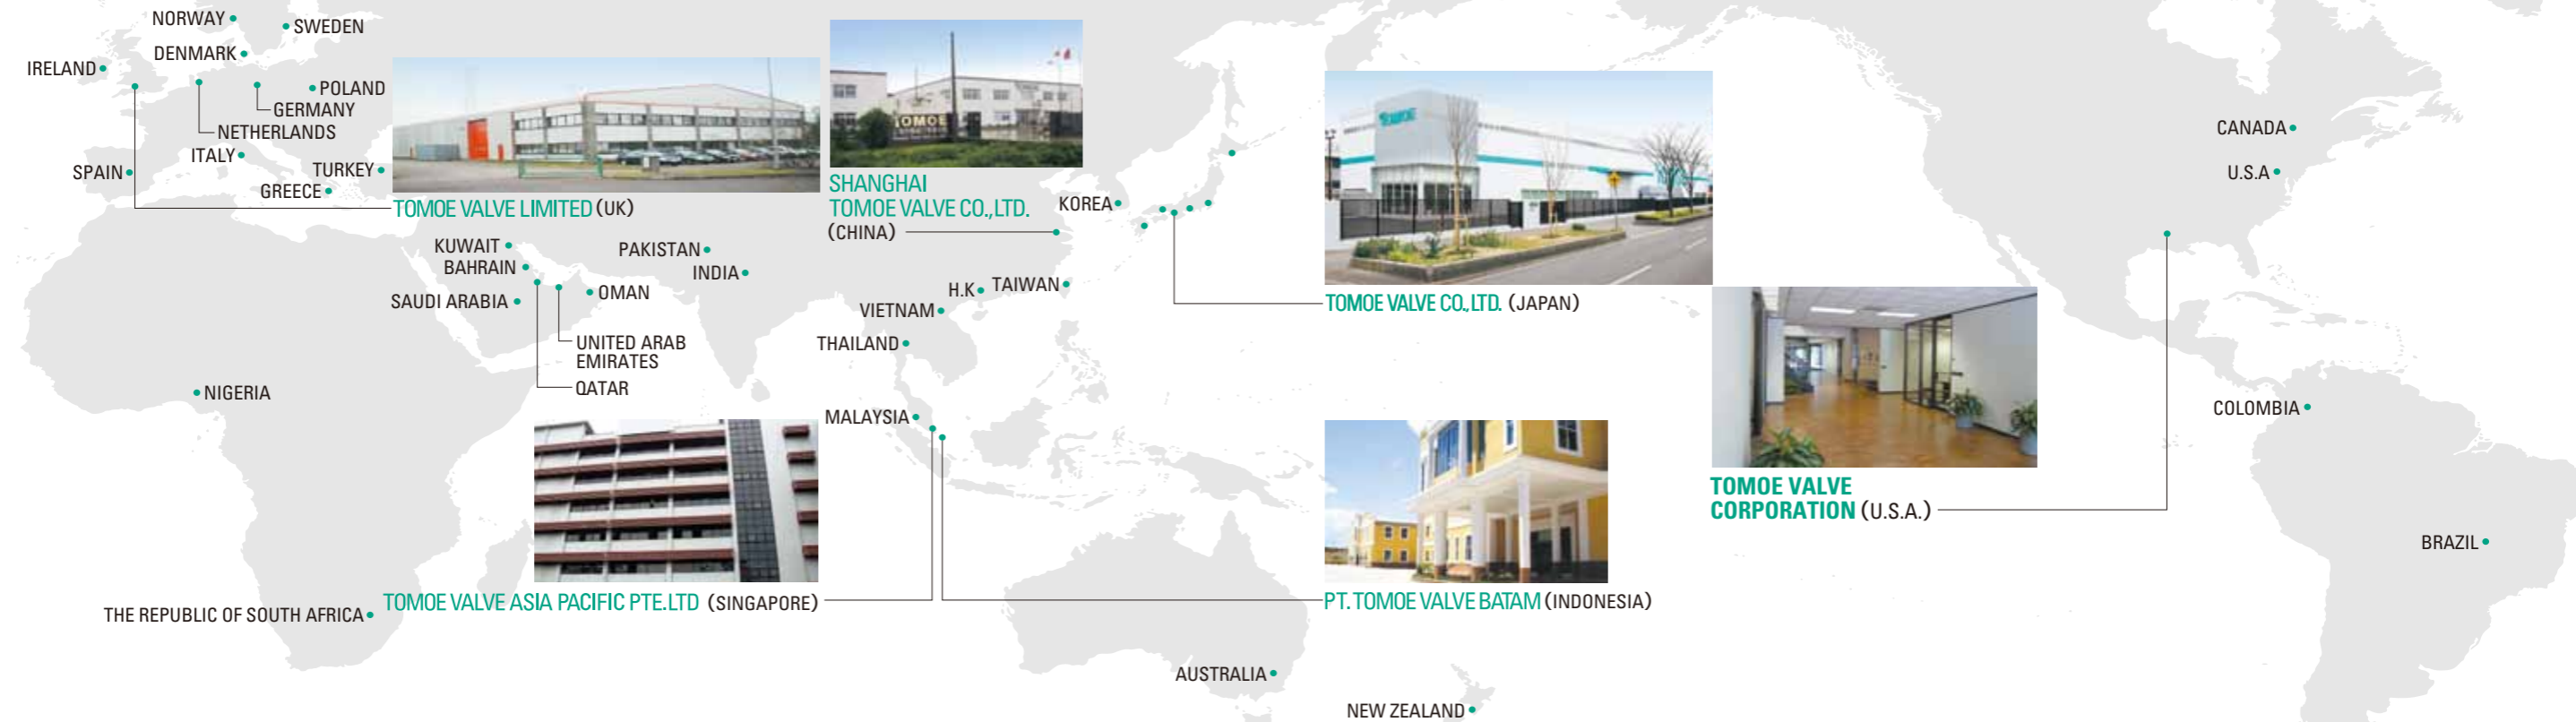 NORWAY
SWEDEN
DENMARK
IRELAND
POLAND
GERMANY
NETHERLANDS
ITALY
TURKEY
SPAIN
GREECE
TOMOE VALVE LIMITED (UK)
TOMOE
SHANGHAI
TOMOE VALVE CO.,LTD.
(CHINA)
KOREA
TOMOE
TOMOE VALVE CO.,LTD. (JAPAN)
CANADA
U.S.A
KUWAIT
BAHRAIN
SAUDI ARABIA
PAKISTAN
INDIA
OMAN
UNITED ARAB
EMIRATES
QATAR
H.K
TAIWAN
VIETNAM
THAILAND
NIGERIA
MALAYSIA
COLOMBIA
TOMOE VALVE
CORPORATION (U.S.A.)
BRAZIL
THE REPUBLIC OF SOUTH AFRICA
TOMOE VALVE ASIA PACIFIC PTE.LTD (SINGAPORE)
PT. TOMOE VALVE BATAM (INDONESIA)
AUSTRALIA
NEW ZEALAND